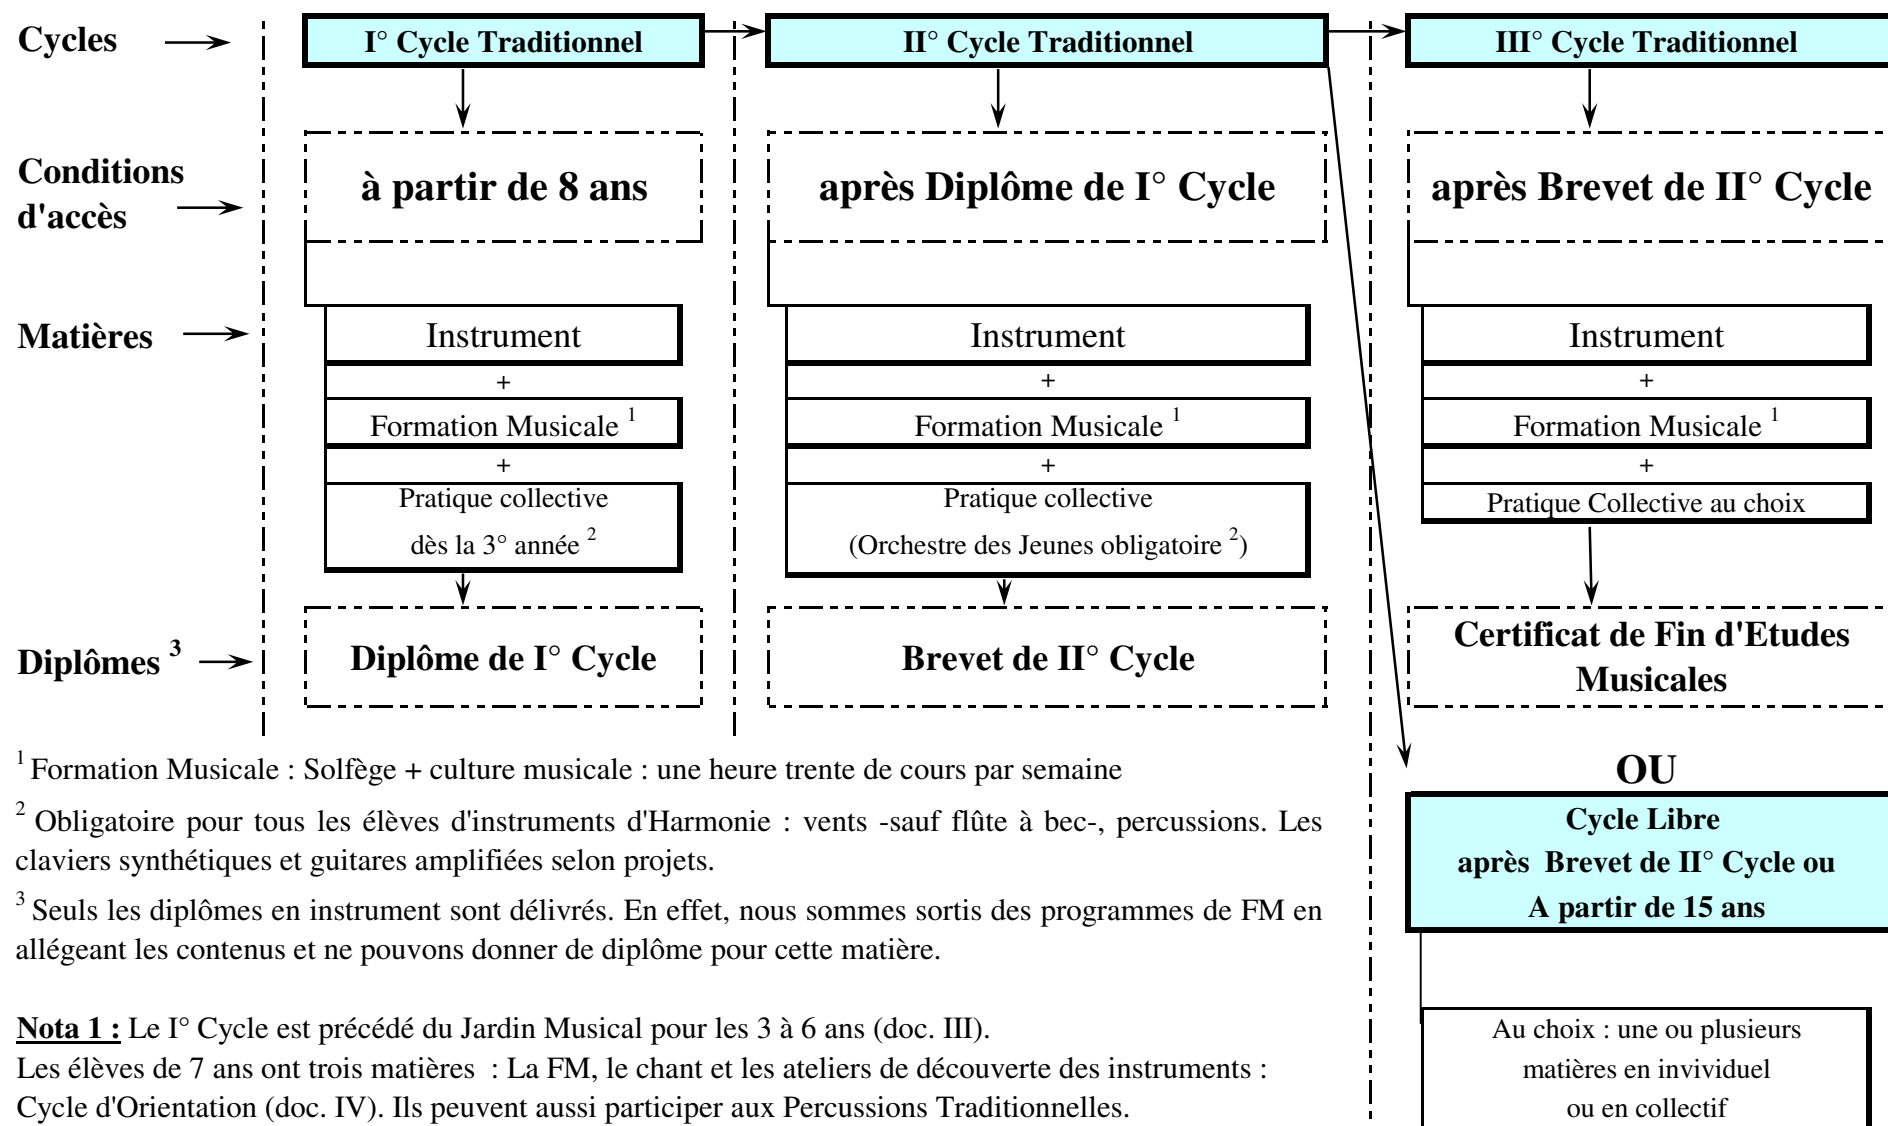 Cycles
I° Cycle Traditionnel
II° Cycle Traditionnel
III° Cycle Traditionnel
Conditions
d'accès
à partir de 8 ans
après Diplôme de I° Cycle
après Brevet de II° Cycle
Matières
Instrument
+
Formation Musicale 1
+
Pratique collective
dès la 3° année 2
Instrument
+
Formation Musicale 1
+
Pratique collective
(Orchestre des Jeunes obligatoire 2)
Instrument
+
Formation Musicale 1
+
Pratique Collective au choix
Diplômes 3
Diplôme de I° Cycle
Brevet de II° Cycle
Certificat de Fin d'Etudes
Musicales
1 Formation Musicale : Solfège + culture musicale : une heure trente de cours par semaine
2 Obligatoire pour tous les élèves d'instruments d'Harmonie : vents -sauf flûte à bec-, percussions. Les
claviers synthétiques et guitares amplifiées selon projets.
3 Seuls les diplômes en instrument sont délivrés. En effet, nous sommes sortis des programmes de FM en
allégeant les contenus et ne pouvons donner de diplôme pour cette matière.
Nota 1 : Le I° Cycle est précédé du Jardin Musical pour les 3 à 6 ans (doc. III).
Les élèves de 7 ans ont trois matières : La FM, le chant et les ateliers de découverte des instruments :
Cycle d'Orientation (doc. IV). Ils peuvent aussi participer aux Percussions Traditionnelles.
OU
Cycle Libre
après Brevet de II° Cycle ou
A partir de 15 ans
Au choix : une ou plusieurs
matières en invividuel
ou en collectif